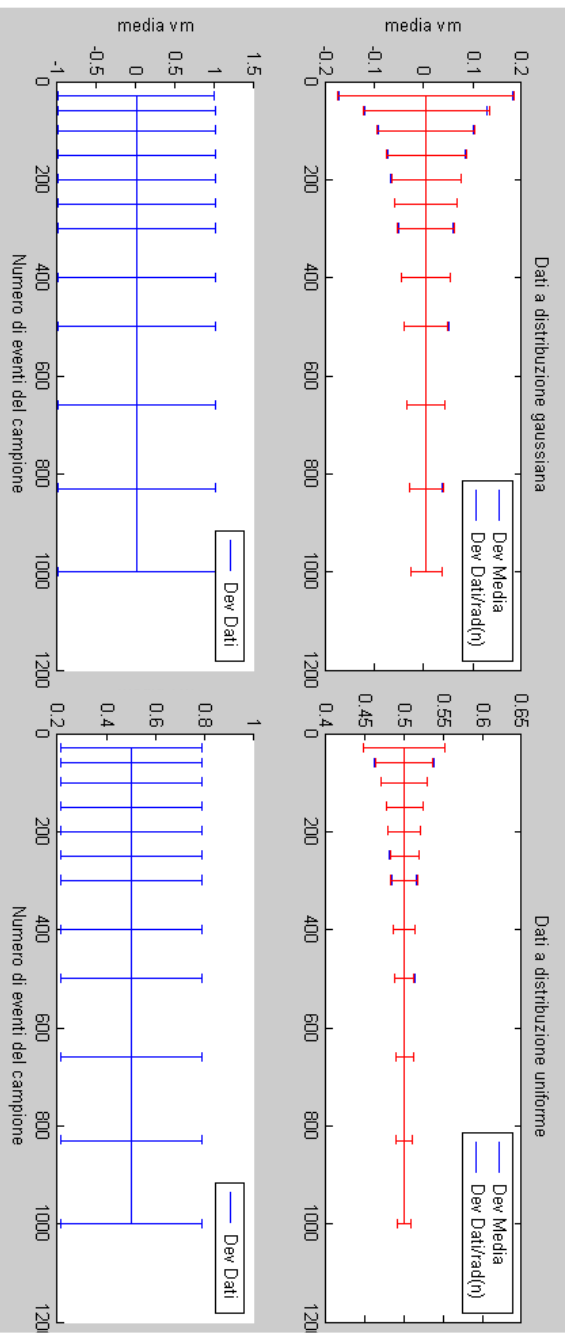 Dati a distribuzione gaussiana
0.2
0.1
0
-0.1
-0.2
media v m
Dev Media
Dev Dati/rad(n)
0 200 400 600 800 1000 1200
Dati a distribuzione uniforme
0.65
0.6
0.55
0.5
0.45
0.4
Dev Media
Dev Dati/rad(n)
0 200 400 600 800 1000 1200
1.5
1
0.5
0
-0.5
-1
media v m
Dev Dati
0 200 400 600 800 1000 1200
Numero di eventi del campione
1
0.8
0.6
0.4
0.2
Dev Dati
0 200 400 600 800 1000 1200
Numero di eventi del campione